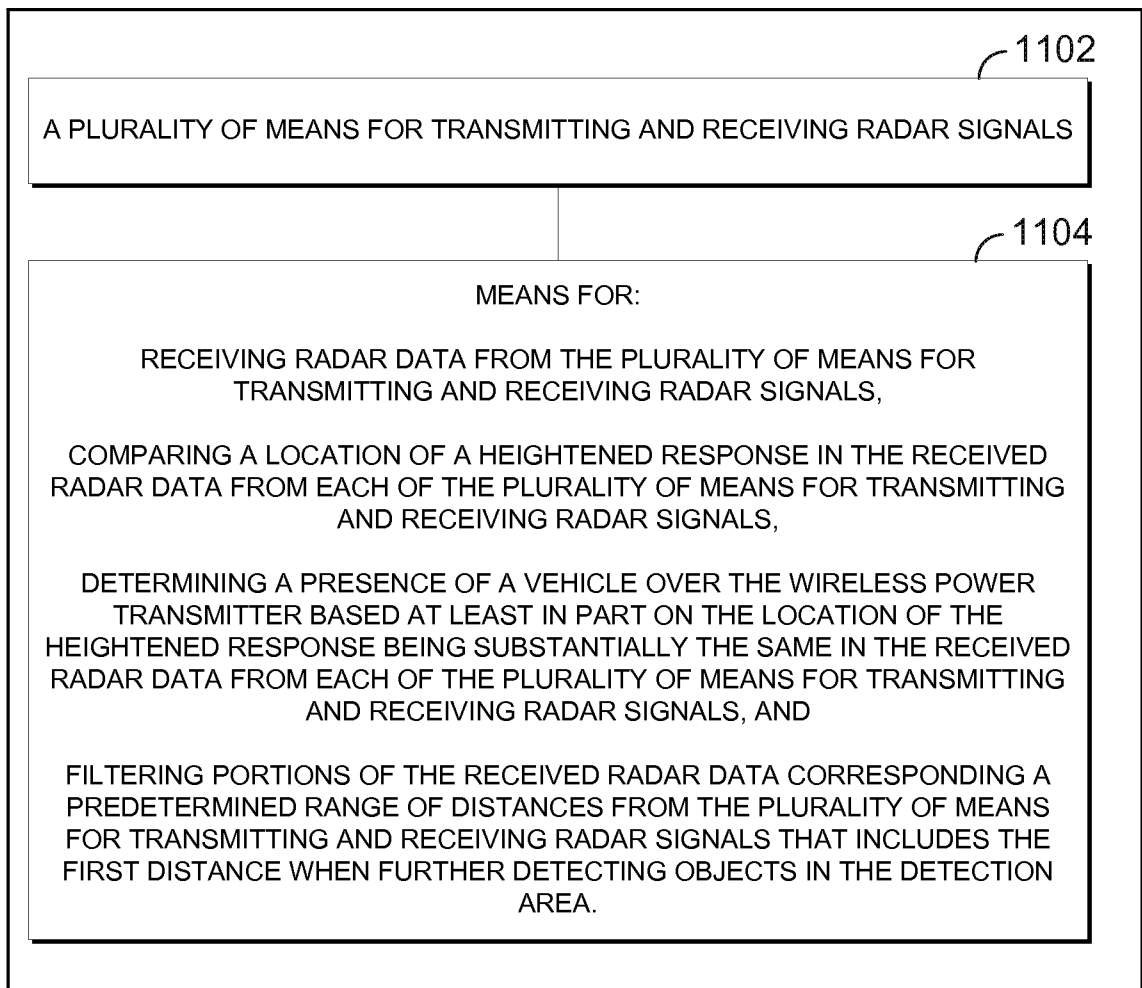 1102
A PLURALITY OF MEANS FOR TRANSMITTING AND RECEIVING RADAR SIGNALS
1104
MEANS FOR:
RECEIVING RADAR DATA FROM THE PLURALITY OF MEANS FOR
TRANSMITTING AND RECEIVING RADAR SIGNALS,
COMPARING A LOCATION OF A HEIGHTENED RESPONSE IN THE RECEIVED
RADAR DATA FROM EACH OF THE PLURALITY OF MEANS FOR TRANSMITTING
AND RECEIVING RADAR SIGNALS,
DETERMINING A PRESENCE OF A VEHICLE OVER THE WIRELESS POWER
TRANSMITTER BASED AT LEAST IN PART ON THE LOCATION OF THE
HEIGHTENED RESPONSE BEING SUBSTANTIALLY THE SAME IN THE RECEIVED
RADAR DATA FROM EACH OF THE PLURALITY OF MEANS FOR TRANSMITTING
AND RECEIVING RADAR SIGNALS, AND
FILTERING PORTIONS OF THE RECEIVED RADAR DATA CORRESPONDING A
PREDETERMINED RANGE OF DISTANCES FROM THE PLURALITY OF MEANS
FOR TRANSMITTING AND RECEIVING RADAR SIGNALS THAT INCLUDES THE
FIRST DISTANCE WHEN FURTHER DETECTING OBJECTS IN THE DETECTION
AREA.